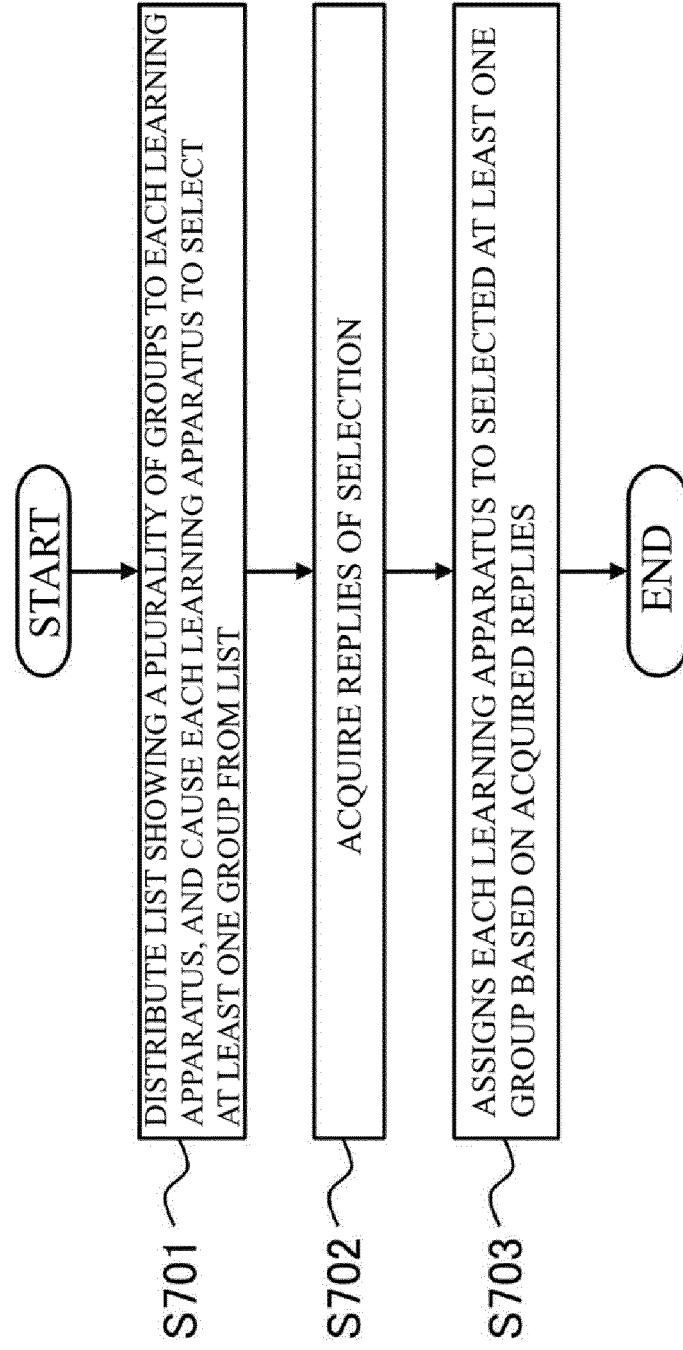 START
S701
DISTRIBUTE LIST SHOWING A PLURALITY OF GROUPS TO EACH LEARNING
APPARATUS, AND CAUSE EACH LEARNING APPARATUS TO SELECT
AT LEAST ONE GROUP FROM LIST
S702
ACQUIRE REPLIES OF SELECTION
S703
ASSIGNS EACH LEARNING APPARATUS TO SELECTED AT LEAST ONE
GROUP BASED ON ACQUIRED REPLIES
END